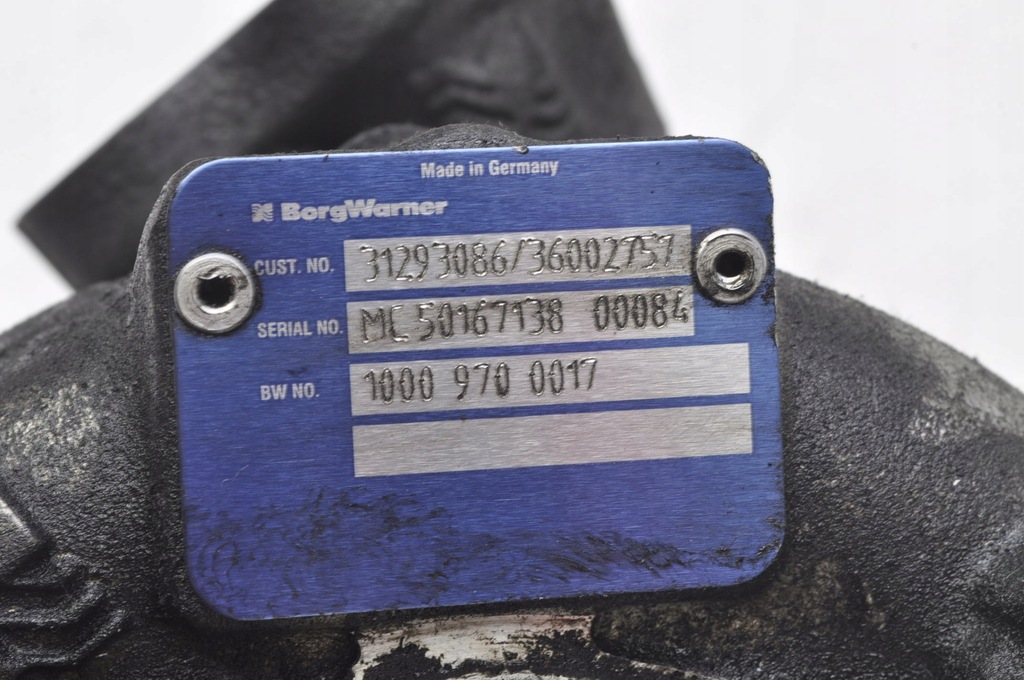 Made in Germany
BorgWarner
CUST. NO. 31293086/36002757
SERIAL NO. MC 50167138 00084
BW NO. 1000 970 0017